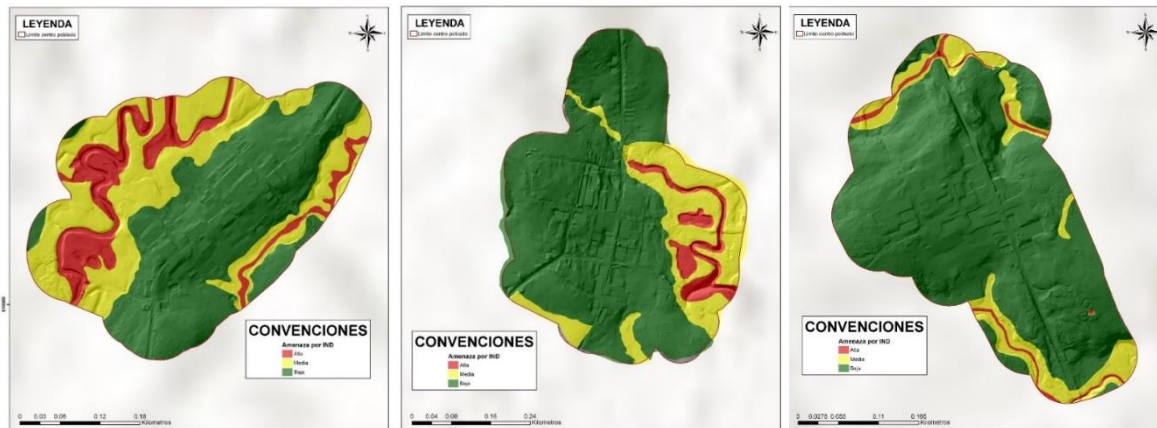 LEYENDA
Limite centro poblado
CONVENCIONES
Amenaza por IND
Alta
Media
Baja
0 0.03 0.06 0.12 0.18
Kilometros
LEYENDA
Limite centro poblado
CONVENCIONES
Amenaza por IND
Alta
Media
Baja
0 0.04 0.08 0.16 0.24
Kilometros
LEYENDA
Limite centro poblado
CONVENCIONES
Amenaza por IND
Alta
Media
Baja
0 0.0275 0.055 0.11 0.165
Kilometros